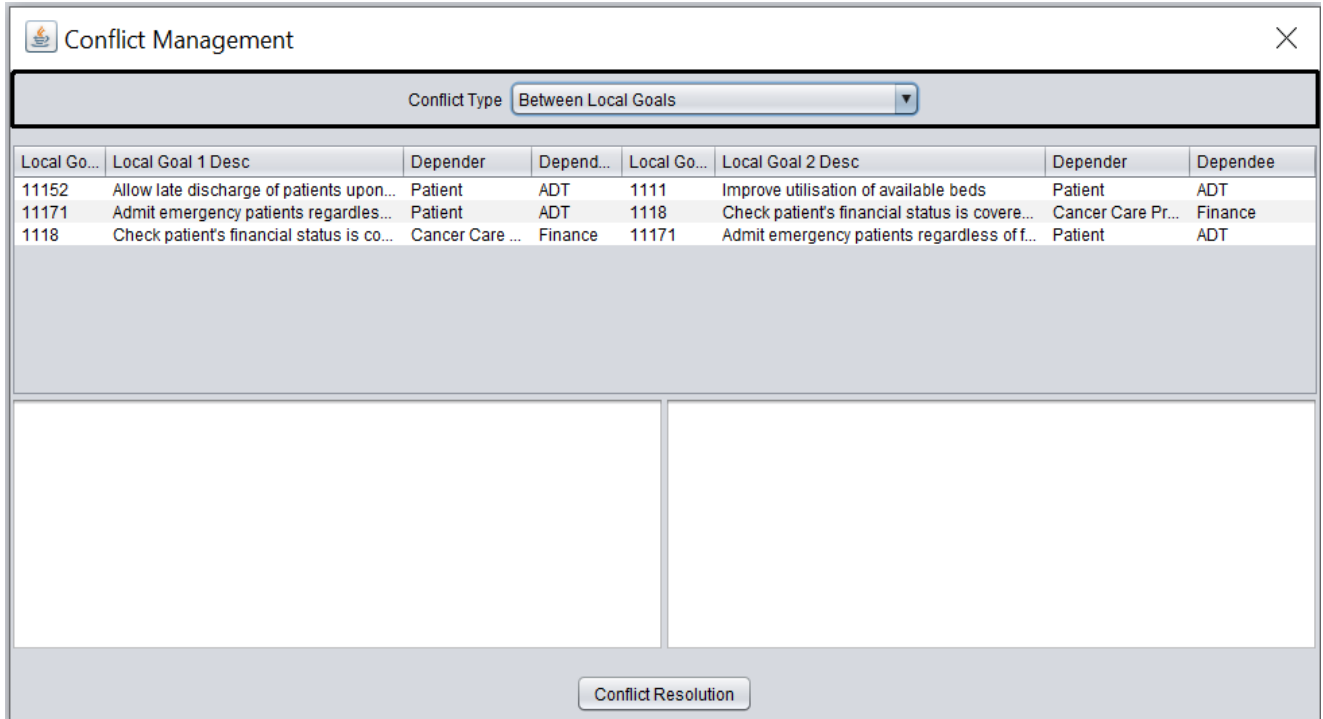 Conflict Management
Conflict Type Between Local Goals
Local Go... Local Goal 1 Desc Depender Depend... Local Go... Local Goal 2 Desc Depender Dependee
11152 Allow late discharge of patients upon... Patient ADT 1111 Improve utilisation of available beds Patient ADT
11171 Admit emergency patients regardles... Patient ADT 1118 Check patient's financial status is covere... Cancer Care Pr... Finance
1118 Check patient's financial status is co... Cancer Care ... Finance 11171 Admit emergency patients regardless of f... Patient ADT
Conflict Resolution